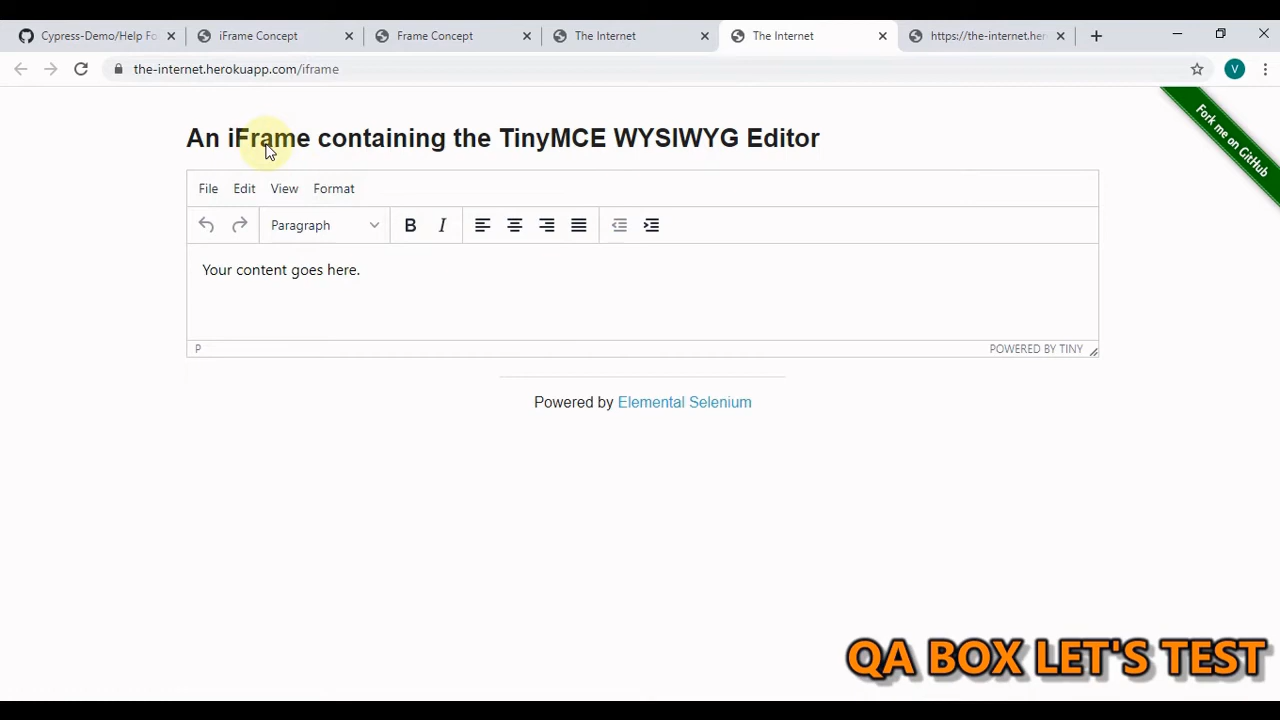 Cypress-Demo/Help Fo
iFrame Concept
Frame Concept
The Internet
The Internet
https://the-internet.her
the-internet.herokuapp.com/iframe
V
Fork me on GitHub
An iFrame containing the TinyMCE WYSIWYG Editor
File Edit View Format
Paragraph B I
Your content goes here.
P
POWERED BY TINY
Powered by Elemental Selenium
QA BOX LET'S TEST